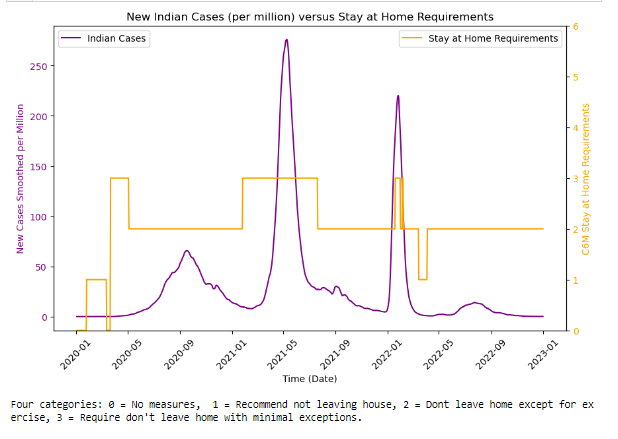 New Indian Cases (per million) versus Stay at Home Requirements
Indian Cases
Stay at Home Requirements
New Cases Smoothed per Million
250
200
150
100
50
0
6
5
4
3
2
1
0
C6M Stay at Home Requirements
2020-01
2020-05
2020-09
2021-01
2021-05
2021-09
2022-01
2022-05
2022-09
2023-01
Time (Date)
Four categories: 0 = No measures,  1 = Recommend not leaving house, 2 = Dont leave home except for ex
ercise, 3 = Require don't leave home with minimal exceptions.